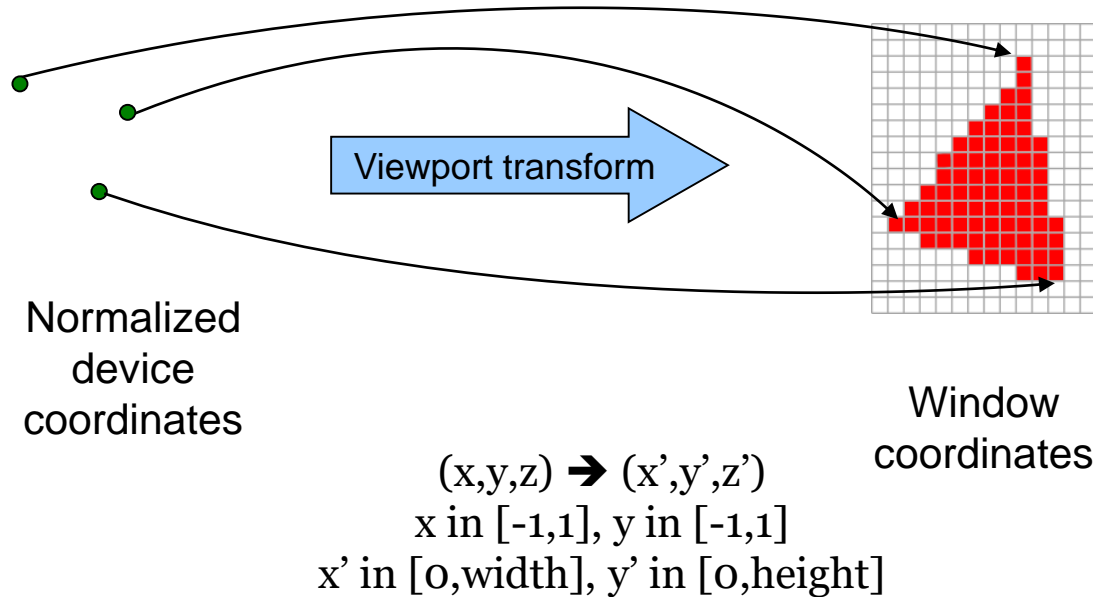 Viewport transform
Normalized
device
coordinates
Window
coordinates
(x,y,z) ➔ (x’,y’,z’)
x in [-1,1], y in [-1,1]
x’ in [0,width], y’ in [0,height]